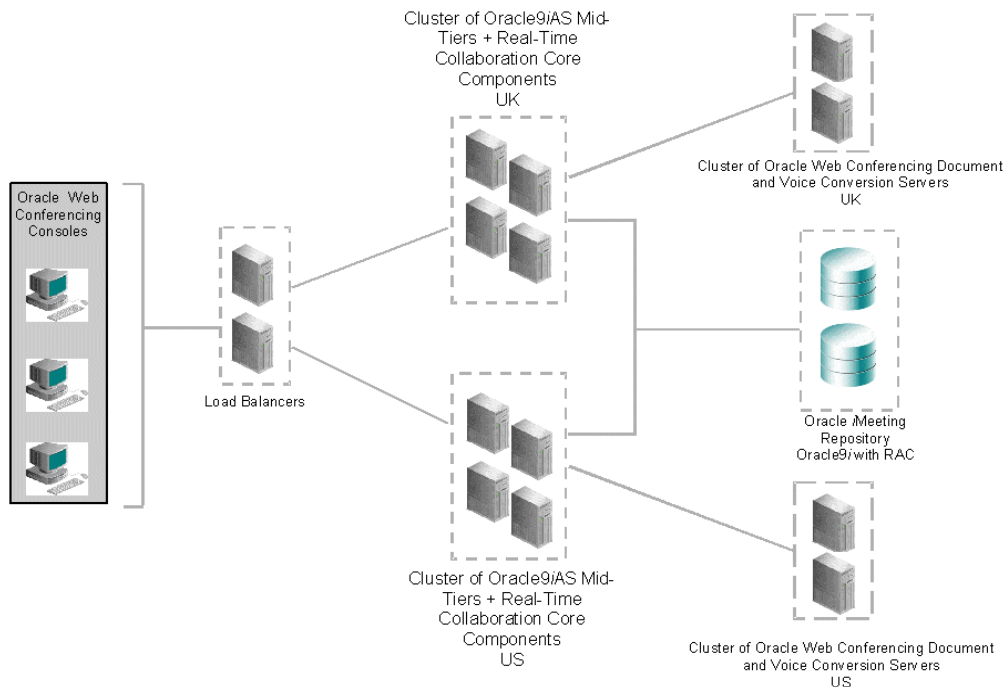 Cluster of Oracle9iAS Mid-
Tiers + Real-Time
Collaboration Core
Components
UK
Cluster of Oracle Web Conferencing Document
and Voice Conversion Servers
UK
Oracle Web
Conferencing
Consoles
Load Balancers
Oracle iMeeting
Repository
Oracle9i with RAC
Cluster of Oracle9iAS Mid-
Tiers + Real-Time
Collaboration Core
Components
US
Cluster of Oracle Web Conferencing Document
and Voice Conversion Servers
US